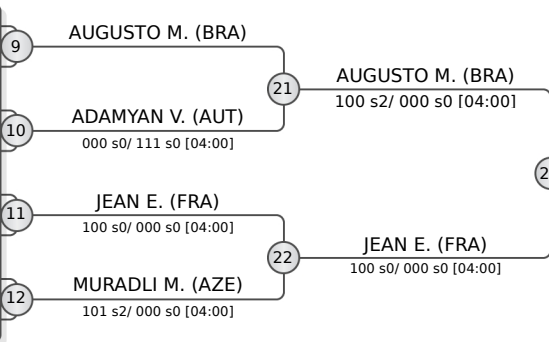 9
AUGUSTO M. (BRA)
21
AUGUSTO M. (BRA)
100 s2/ 000 s0 [04:00]
10
ADAMYAN V. (AUT)
000 s0/ 111 s0 [04:00]
11
JEAN E. (FRA)
100 s0/ 000 s0 [04:00]
22
JEAN E. (FRA)
100 s0/ 000 s0 [04:00]
12
MURADLI M. (AZE)
101 s2/ 000 s0 [04:00]